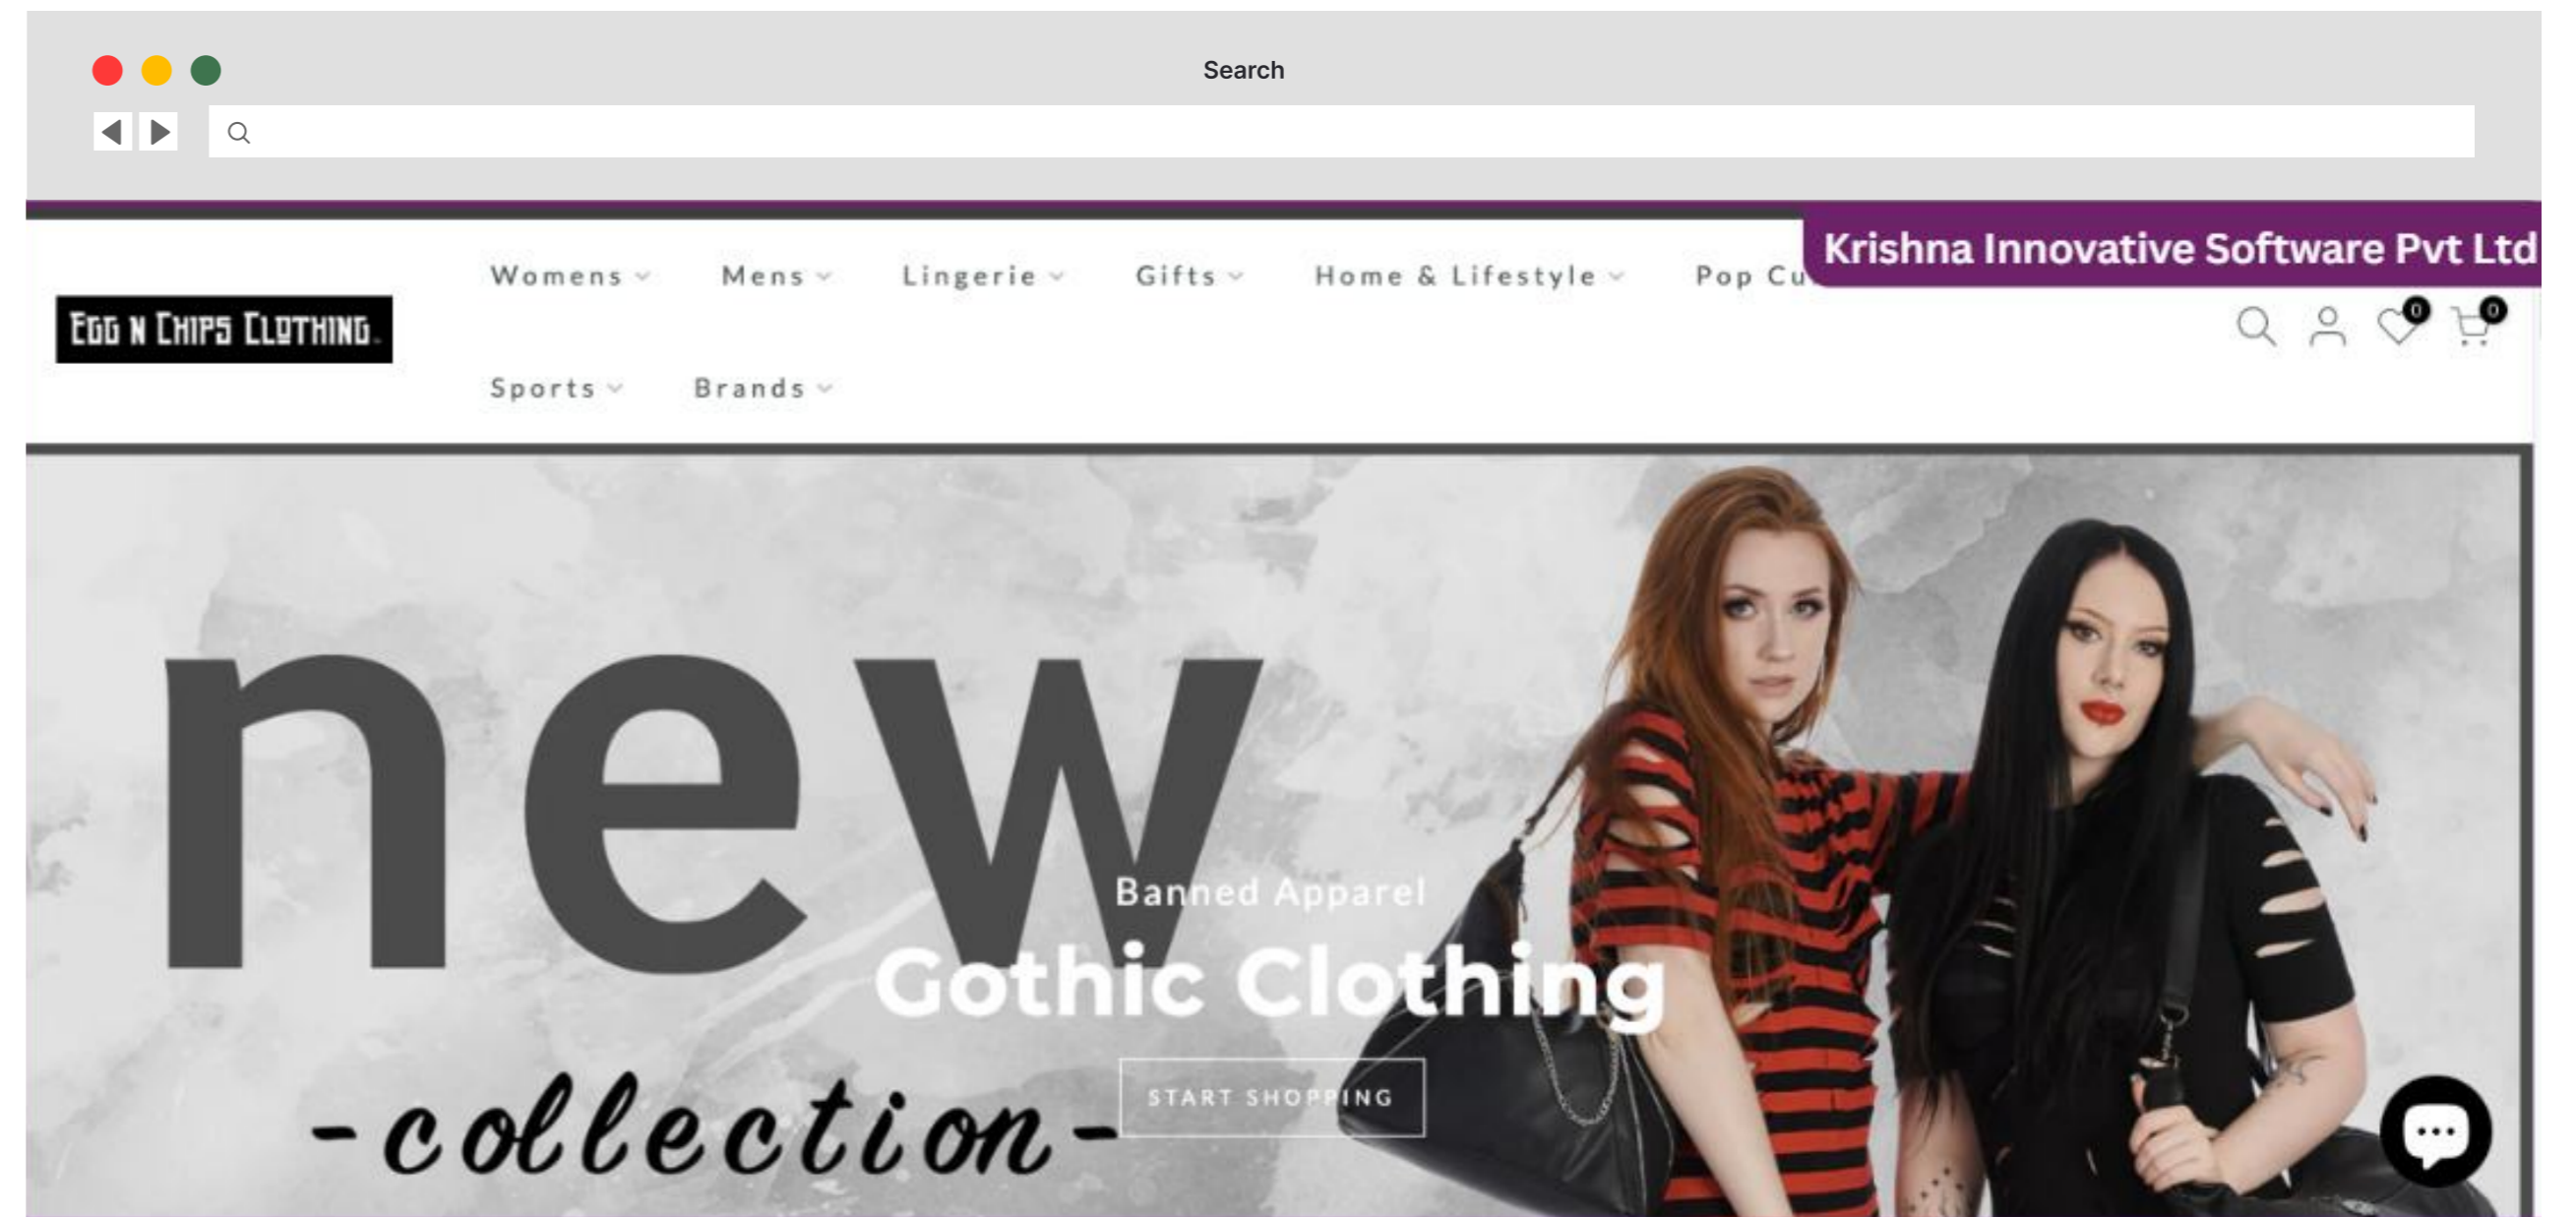 Search
Krishna Innovative Software Pvt Ltd
Womens Mens Lingerie Gifts Home & Lifestyle Pop
EGG N CHIPS CLOTHING
0 0
Sports Brands
new
Banned Apparel
Gothic Clothing
-collection-
START SHOPPING